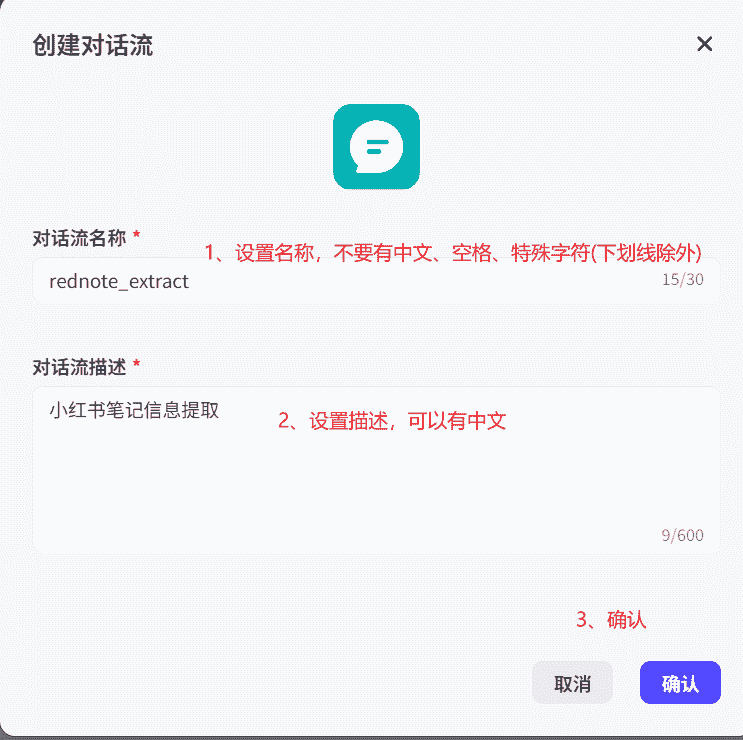 创建对话流
对话流名称 *
1、设置名称，不要有中文、空格、特殊字符(下划线除外)
rednote_extract
15/30
对话流描述 *
小红书笔记信息提取
2、设置描述，可以有中文
9/600
3、确认
取消
确认